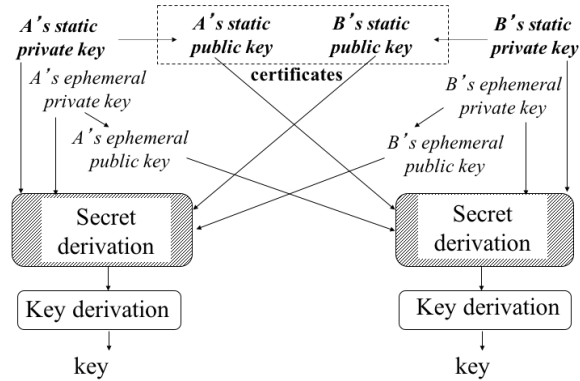 A's static
private key
A's static
public key
B's static
public key
B's static
private key
certificates
A's ephemeral
private key
B's ephemeral
private key
A's ephemeral
public key
B's ephemeral
public key
Secret
derivation
Secret
derivation
Key derivation
Key derivation
key
key